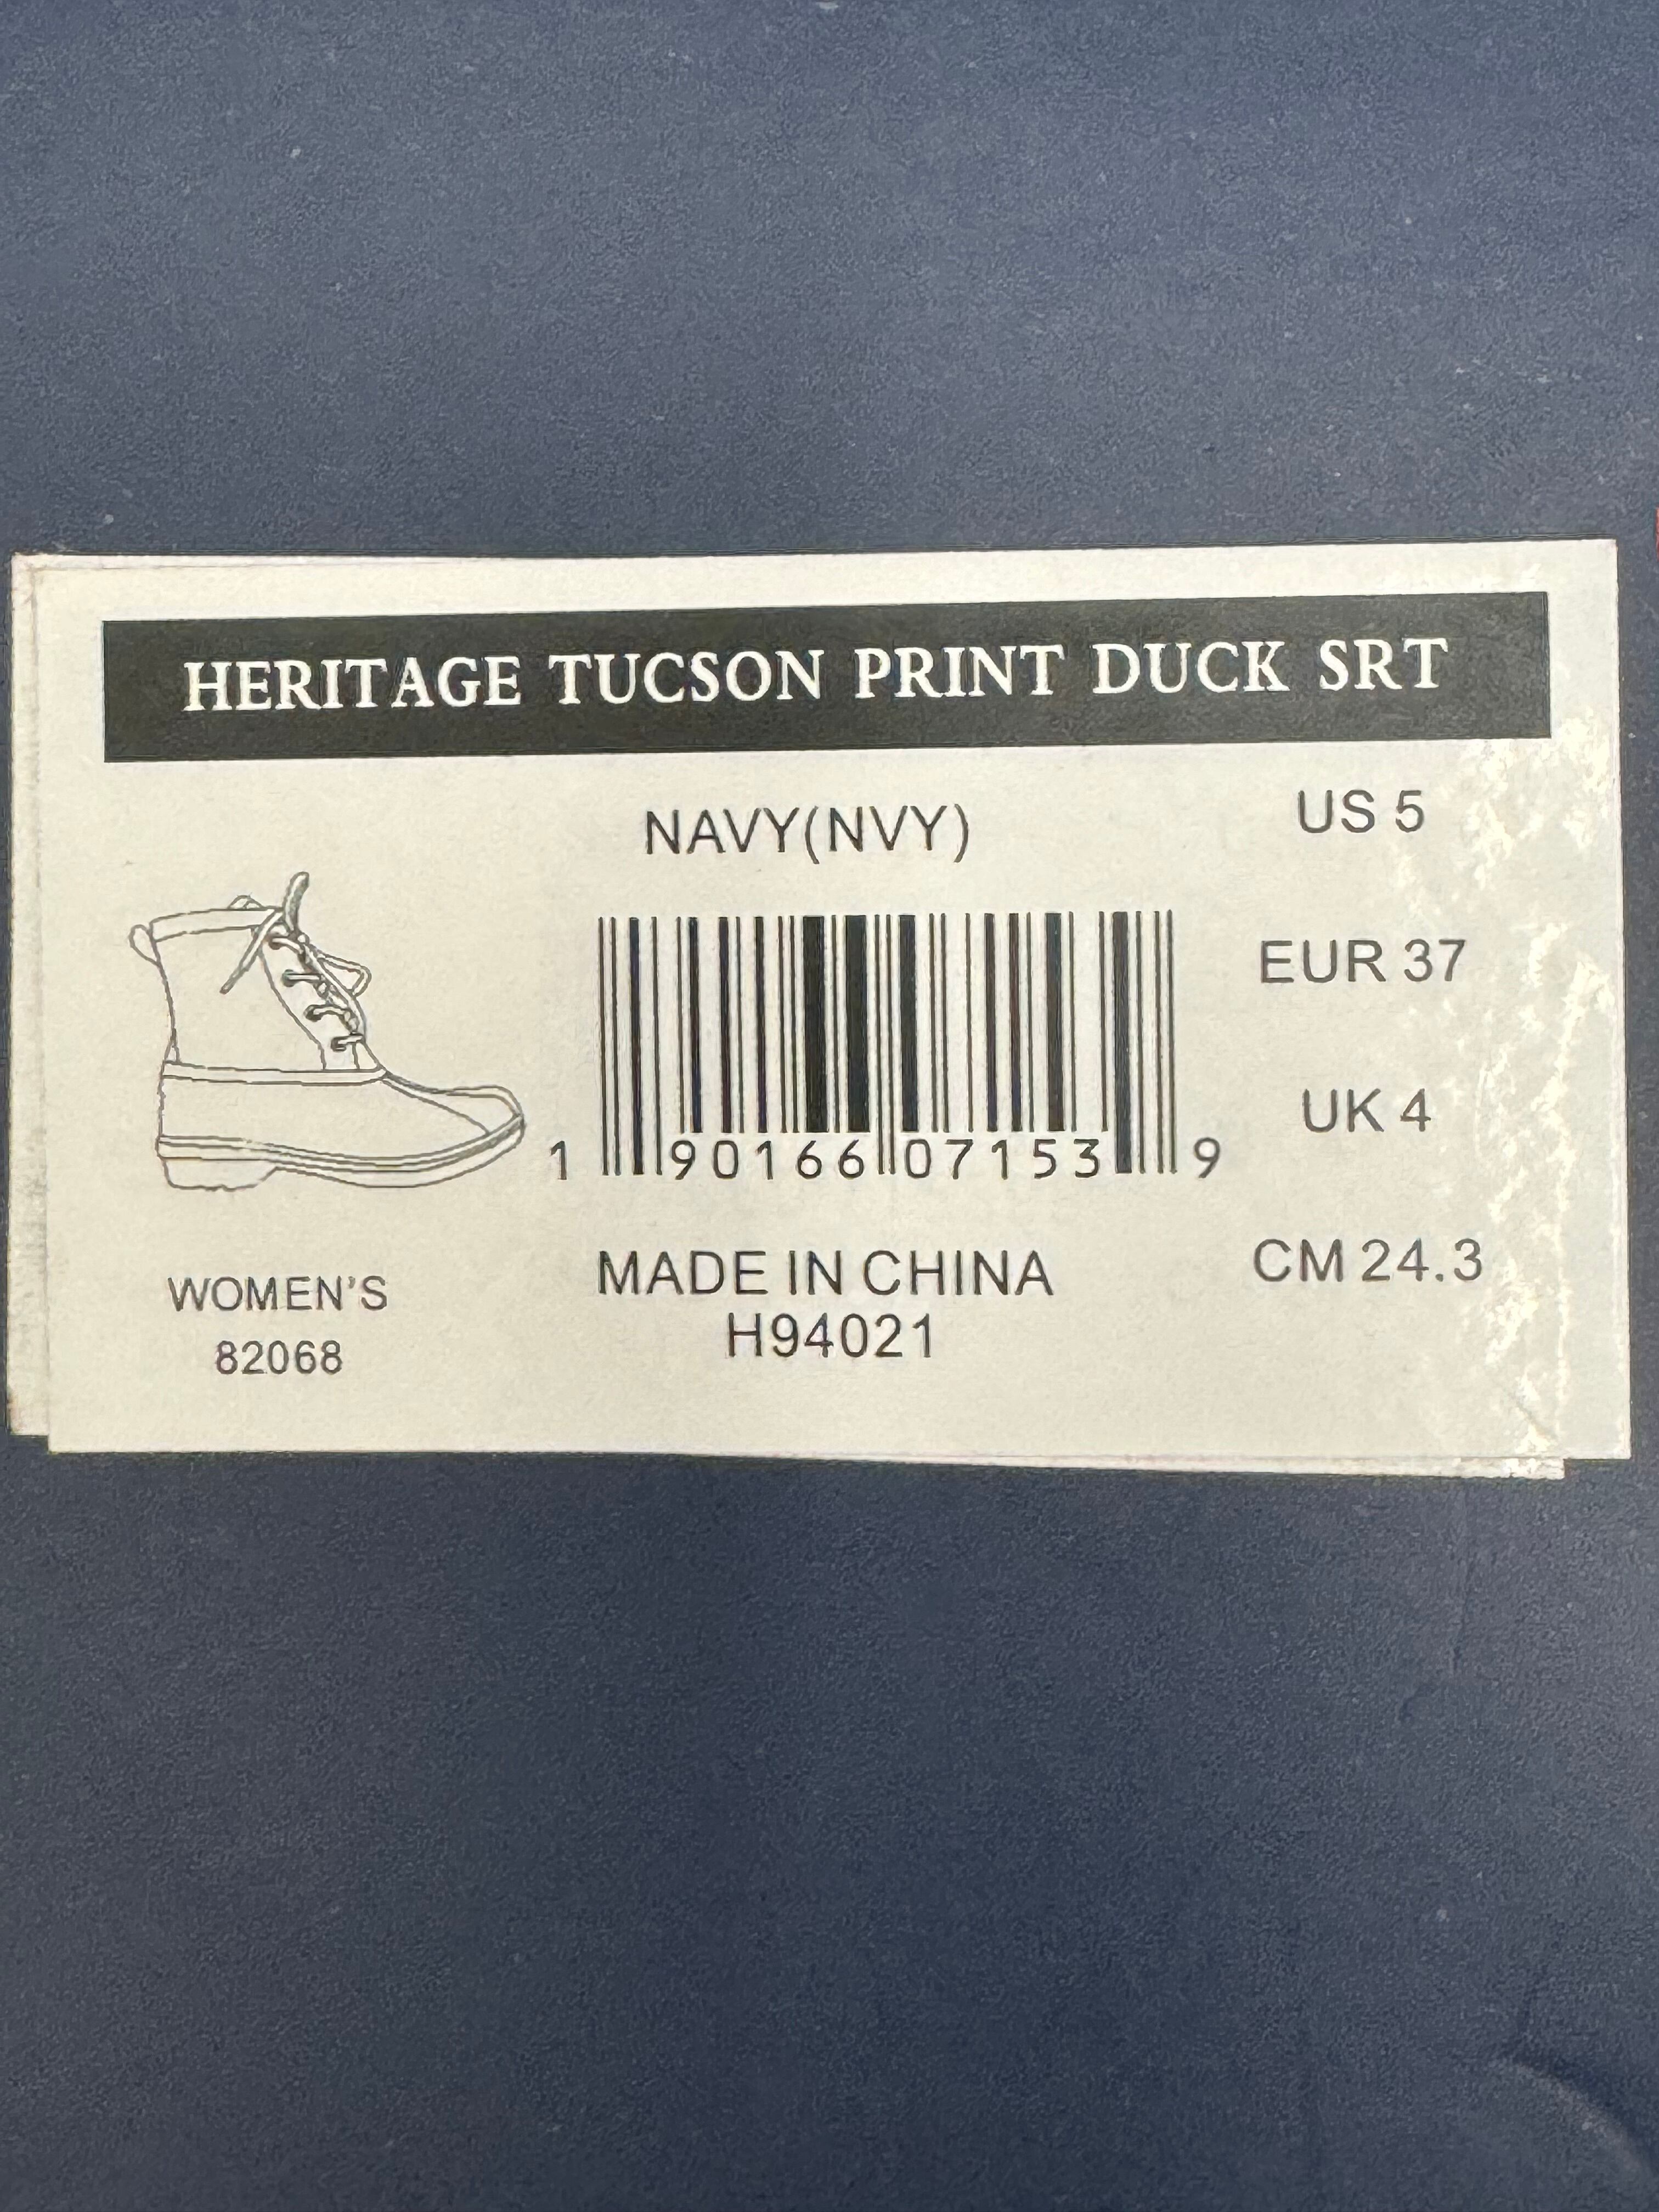 HERITAGE TUCSON PRINT DUCK SRT
NAVY(NVY)
US 5
EUR 37
UK 4
CM 24.3
1 90166 07153 9
MADE IN CHINA
H94021
WOMEN'S
82068